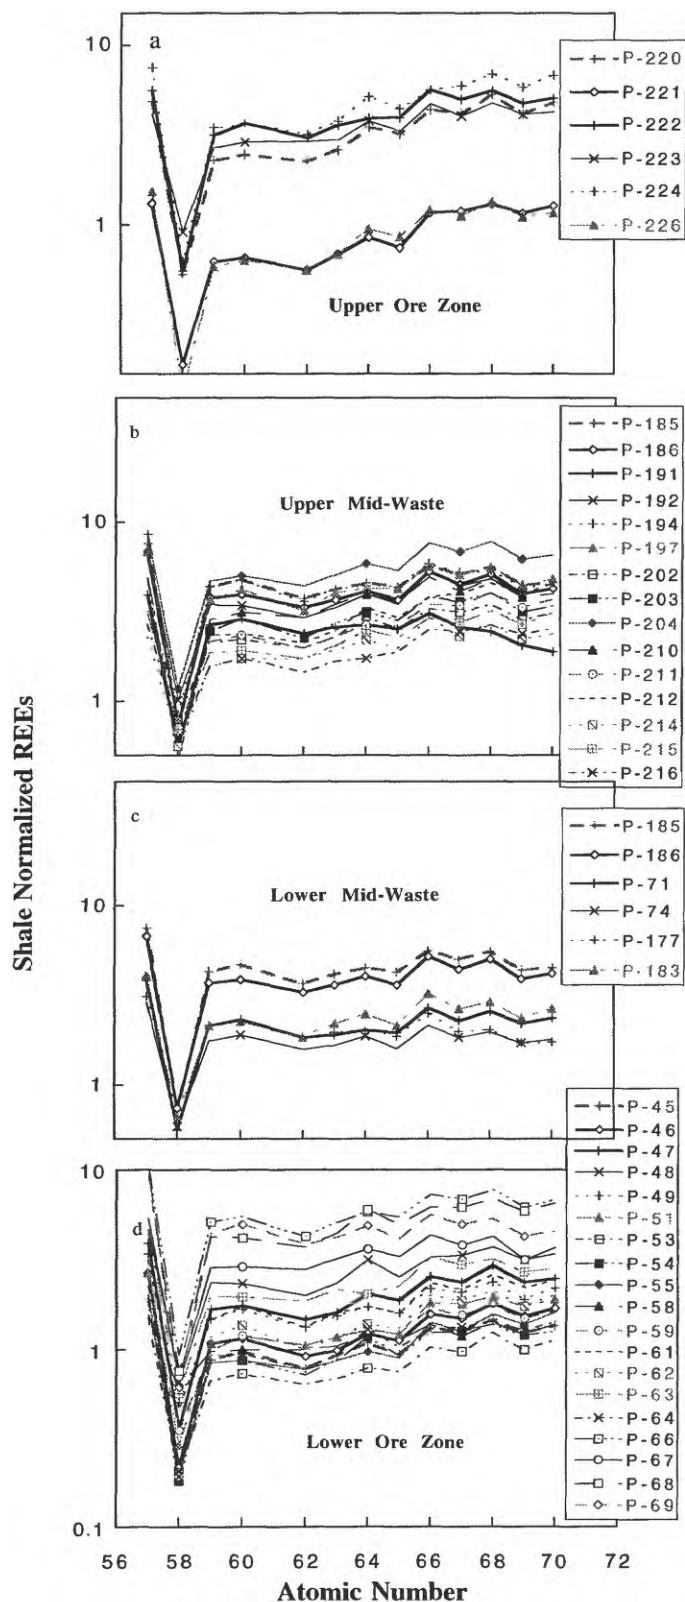 Shale Normalized REEs
10
1
a
Upper Ore Zone
P-220
P-221
P-222
P-223
P-224
P-226
b
10
1
Upper Mid-Waste
P-185
P-186
P-191
P-192
P-194
P-197
P-202
P-203
P-204
P-210
P-211
P-212
P-214
P-215
P-216
c
10
1
Lower Mid-Waste
P-185
P-186
P-71
P-74
P-177
P-183
10
d
1
0.1
Lower Ore Zone
P-45
P-46
P-47
P-48
P-49
P-51
P-53
P-54
P-55
P-58
P-59
P-61
P-62
P-63
P-64
P-66
P-67
P-68
P-69
56 58 60 62 64 66 68 70 72
Atomic Number